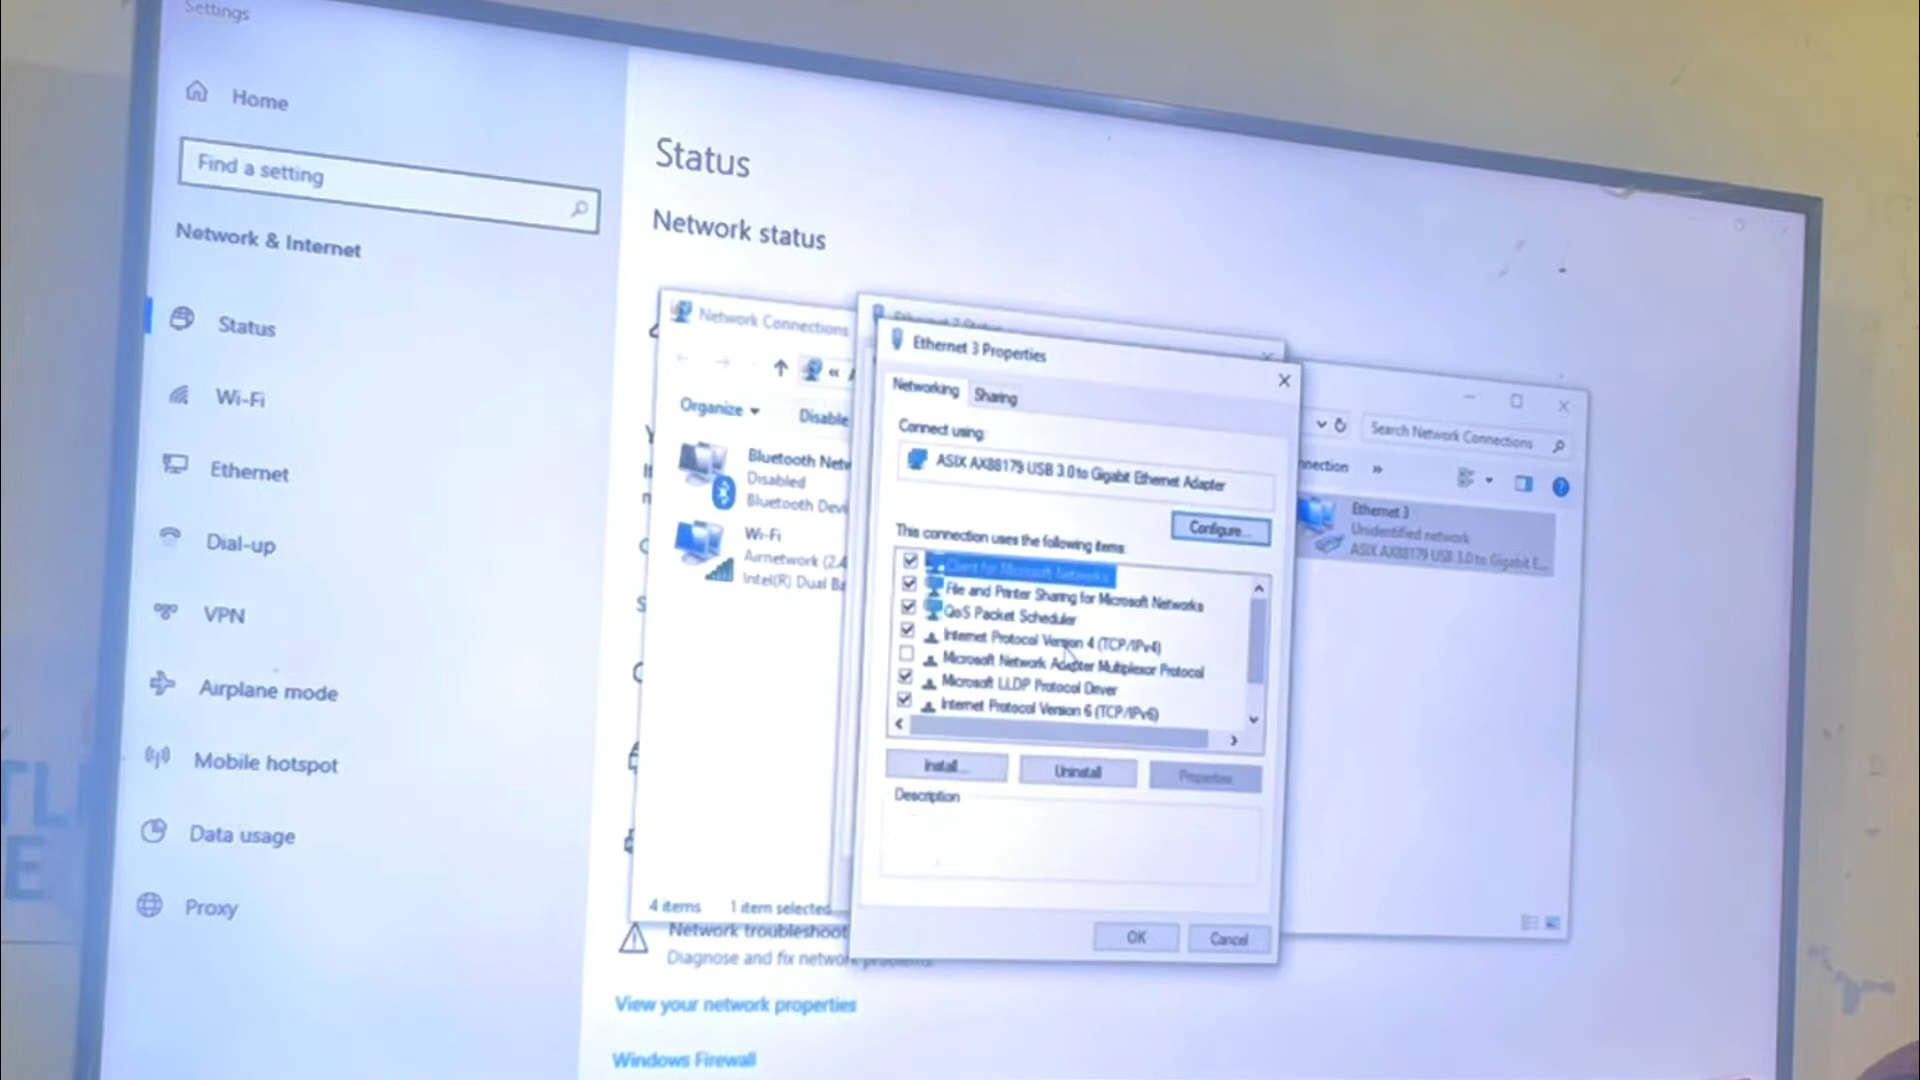 Settings
Home
Find a setting
Network & Internet
Status
Wi-Fi
Ethernet
Dial-up
VPN
Airplane mode
Mobile hotspot
Data usage
Proxy
Status
Network status
Network Connections
Organize
Disable
Bluetooth Netw
Disabled
Bluetooth Devi
Wi-Fi
Airnetwork (2.4
Intel(R) Dual Ba
4 items 1 item selected
Network troubleshoot
Diagnose and fix network problems.
View your network properties
Windows Firewall
Ethernet 3 Properties
Networking Sharing
Connect using:
ASIX AX88179 USB 3.0 to Gigabit Ethernet Adapter
Configure...
This connection uses the following items:
Client for Microsoft Networks
File and Printer Sharing for Microsoft Networks
QoS Packet Scheduler
Internet Protocol Version 4 (TCP/IPv4)
Microsoft Network Adapter Multiplexor Protocol
Microsoft LLDP Protocol Driver
Internet Protocol Version 6 (TCP/IPv6)
Install... Uninstall Properties
Description
OK Cancel
Search Network Connections
nnection »
Ethernet 3
Unidentified network
ASIX AX88179 USB 3.0 to Gigabit E...